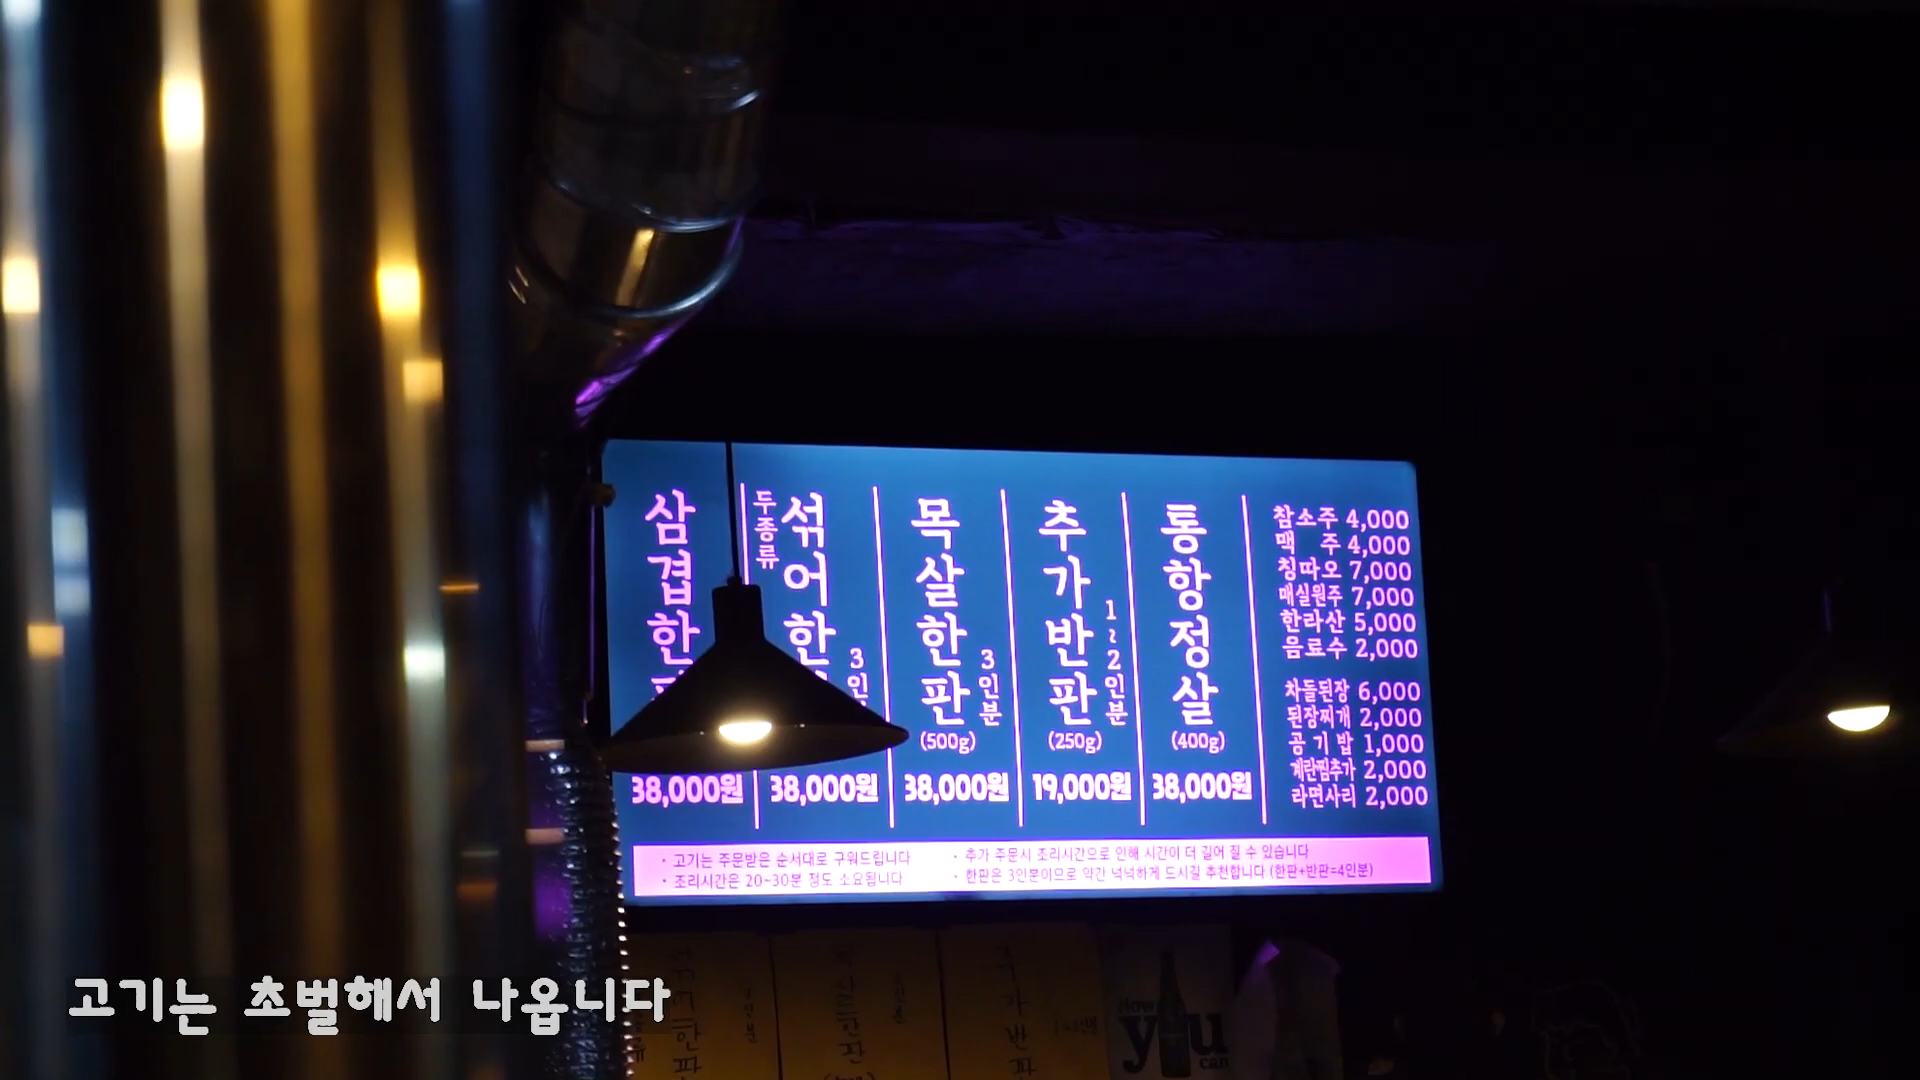 삼겹한
38,000원
두종류
섞어한
3인
38,000원
목살한판
3인분
(500g)
38,000원
추가반판
1~2인분
(250g)
19,000원
통항정살
(400g)
38,000원
참소주 4,000
맥주 4,000
칭따오 7,000
매실원주 7,000
한라산 5,000
음료수 2,000
차돌된장 6,000
된장찌개 2,000
공기밥 1,000
계란찜추가 2,000
라면사리 2,000
• 고기는 주문받은 순서대로 구워드립니다
• 조리시간은 20~30분 정도 소요됩니다
• 추가 주문시 조리시간으로 인해 시간이 더 길어 질 수 있습니다
• 한판은 3인분이므로 약간 넉넉하게 드시길 추천합니다 (한판+반판=4인분)
you
can
고기는 초벌해서 나옵니다